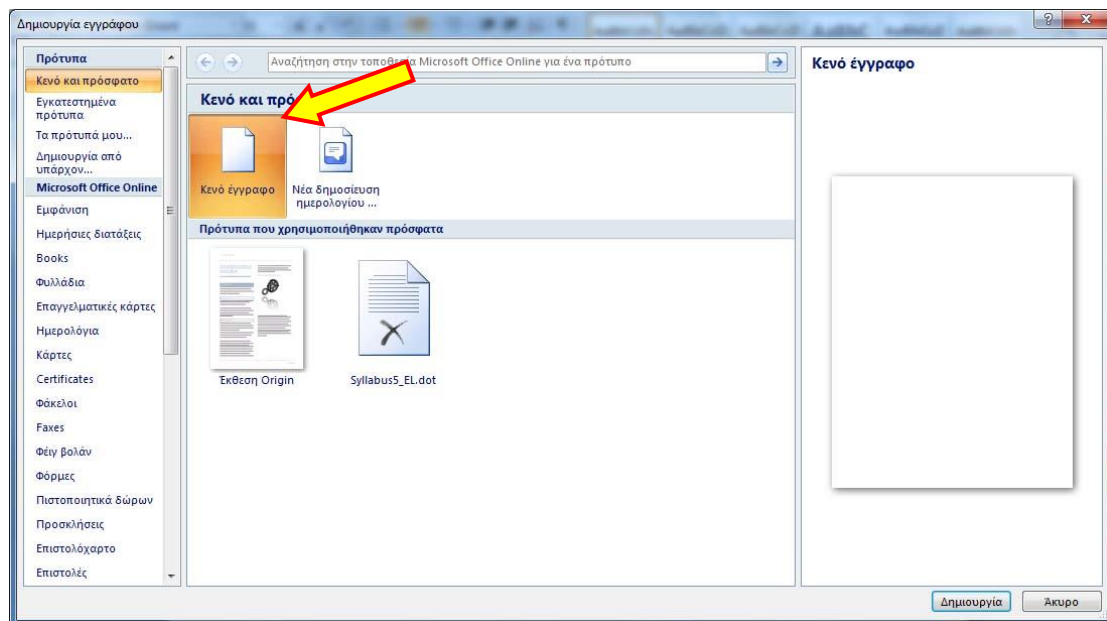 Δημιουργία εγγράφου
Πρότυπα
Κενό και πρόσφατο
Εγκατεστημένα
πρότυπα
Τα πρότυπά μου...
Δημιουργία από
υπάρχον...
Microsoft Office Online
Εμφάνιση
Ημερήσιες διατάξεις
Books
Φυλλάδια
Επαγγελματικές κάρτες
Ημερολόγια
Κάρτες
Certificates
Φάκελοι
Faxes
Φέιγ βολάν
Φόρμες
Πιστοποιητικά δώρων
Προσκλήσεις
Επιστολόχαρτο
Επιστολές
Αναζήτηση στην τοποθεσία Microsoft Office Online για ένα πρότυπο
Κενό και πρό
Κενό έγγραφο
Νέα δημοσίευση
ημερολογίου ...
Πρότυπα που χρησιμοποιήθηκαν πρόσφατα
Έκθεση Origin
Syllabus5_EL.dot
Κενό έγγραφο
Δημιουργία
Άκυρο